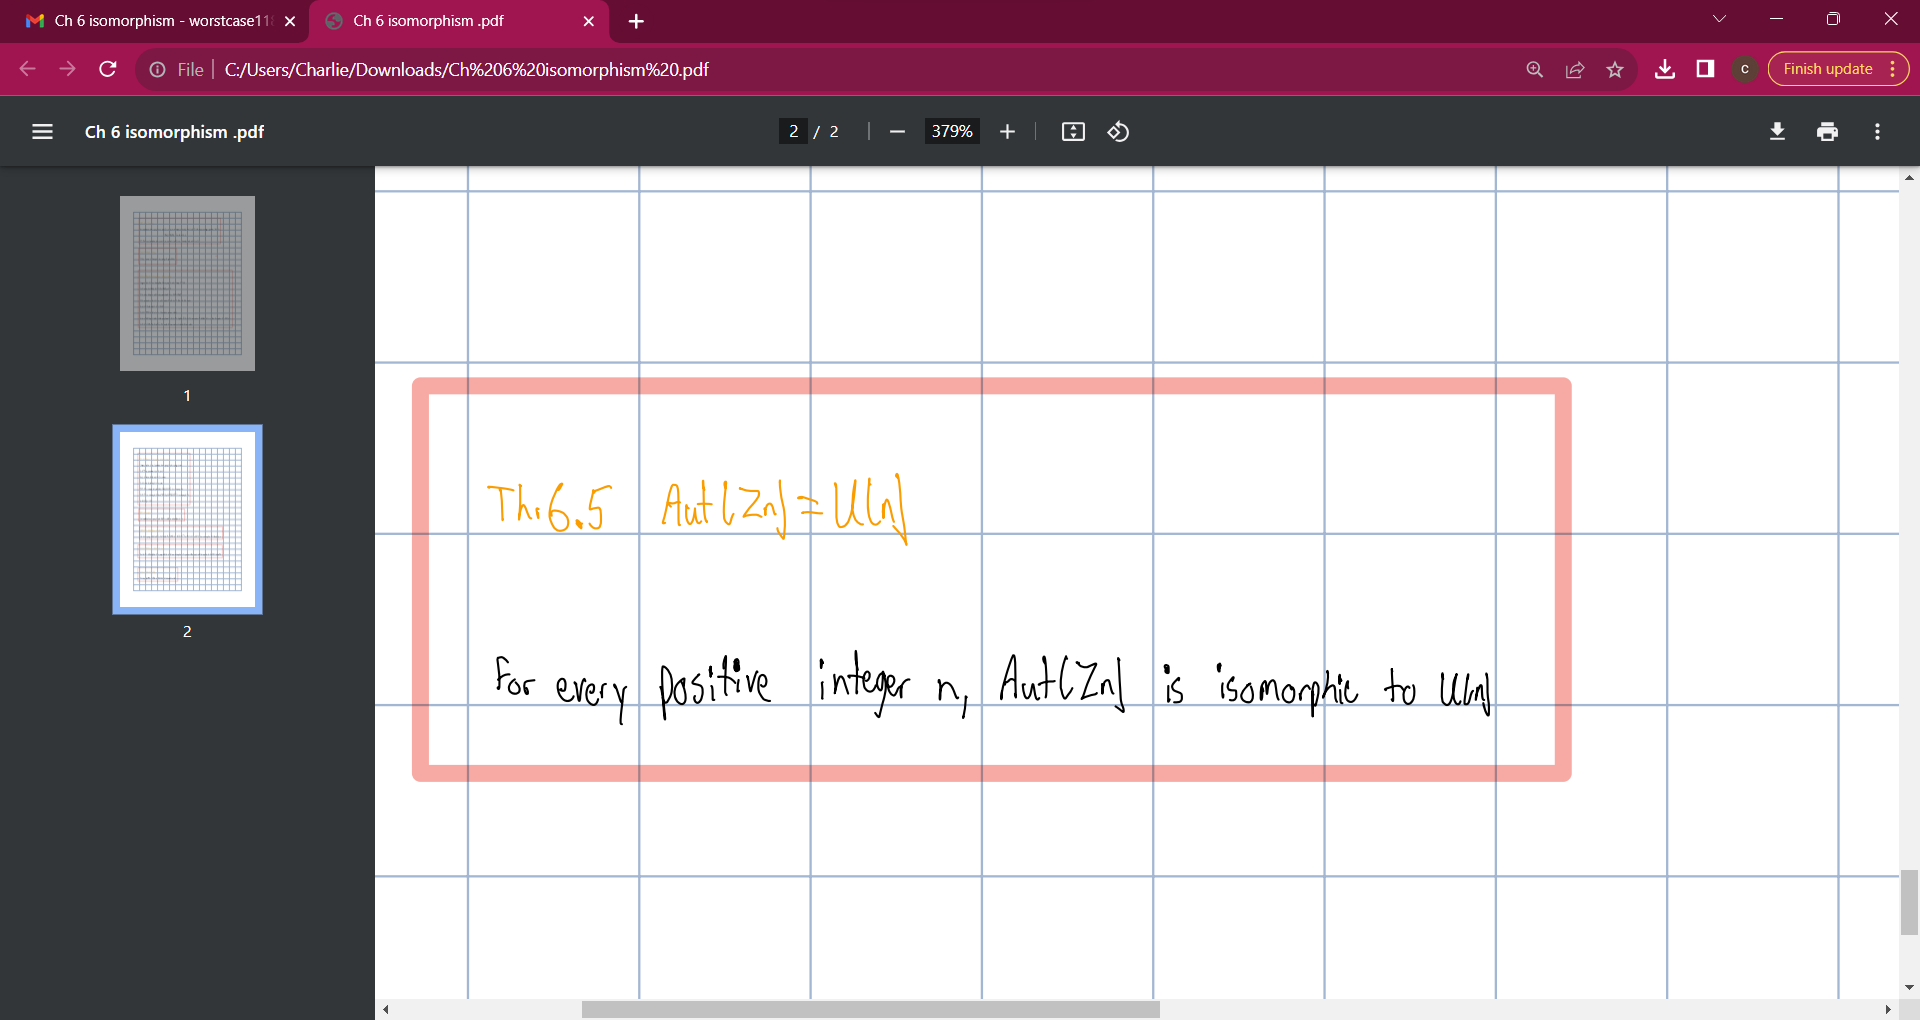 Ch 6 isomorphism - worstcase11
Ch 6 isomorphism .pdf
File C:/Users/Charlie/Downloads/Ch%206%20isomorphism%20.pdf
C
Finish update
Ch 6 isomorphism .pdf
2 / 2
379%
1
2
Th.6.5 Aut(Zn)=U(n)
For every positive integer n, Aut(Zn) is isomorphic to U(n)